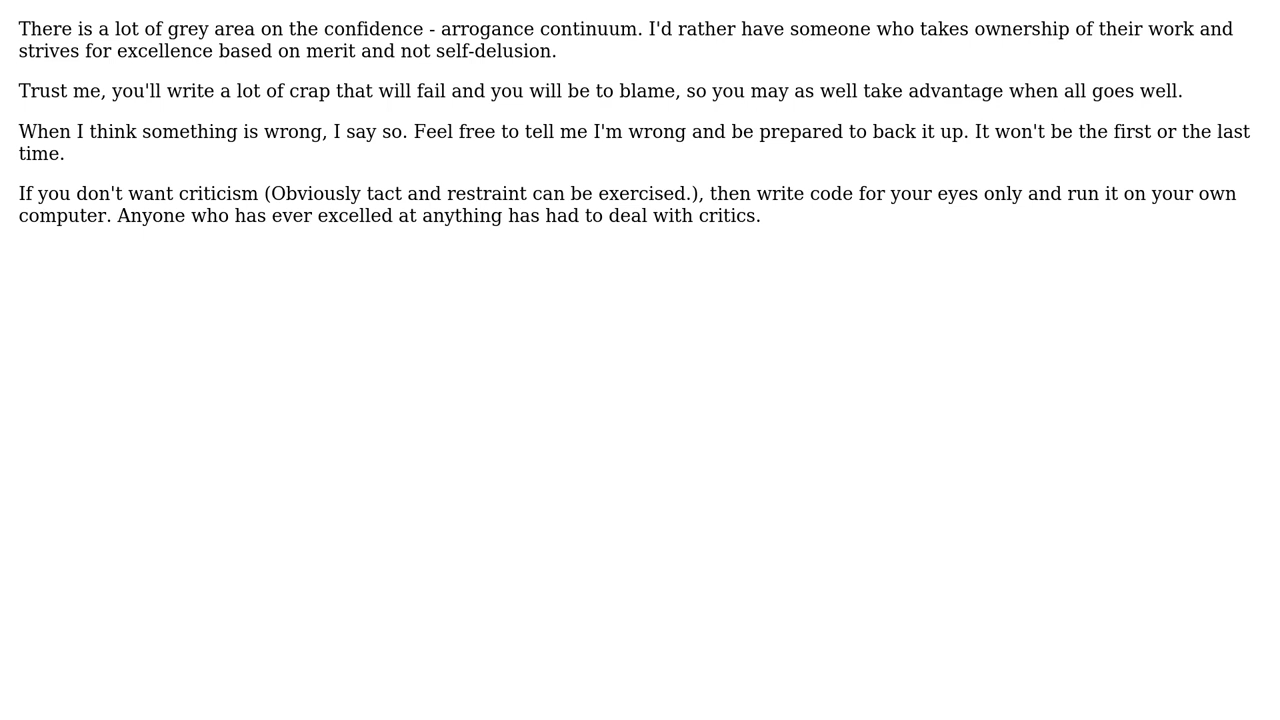 There is a lot of grey area on the confidence - arrogance continuum. I'd rather have someone who takes ownership of their work and
strives for excellence based on merit and not self-delusion.
Trust me, you'll write a lot of crap that will fail and you will be to blame, so you may as well take advantage when all goes well.
When I think something is wrong, I say so. Feel free to tell me I'm wrong and be prepared to back it up. It won't be the first or the last
time.
If you don't want criticism (Obviously tact and restraint can be exercised.), then write code for your eyes only and run it on your own
computer. Anyone who has ever excelled at anything has had to deal with critics.